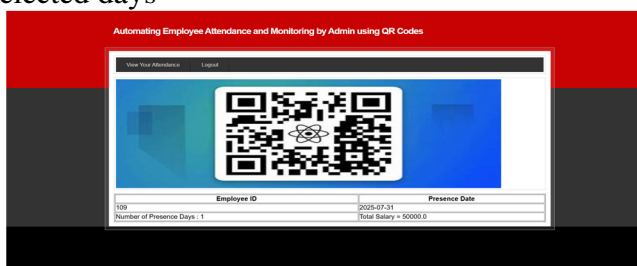 elected days
Automating Employee Attendance and Monitoring by Admin using QR Codes
View Your Attendance Logout
Employee ID Presence Date
109 2025-07-31
Number of Presence Days : 1 Total Salary = 50000.0